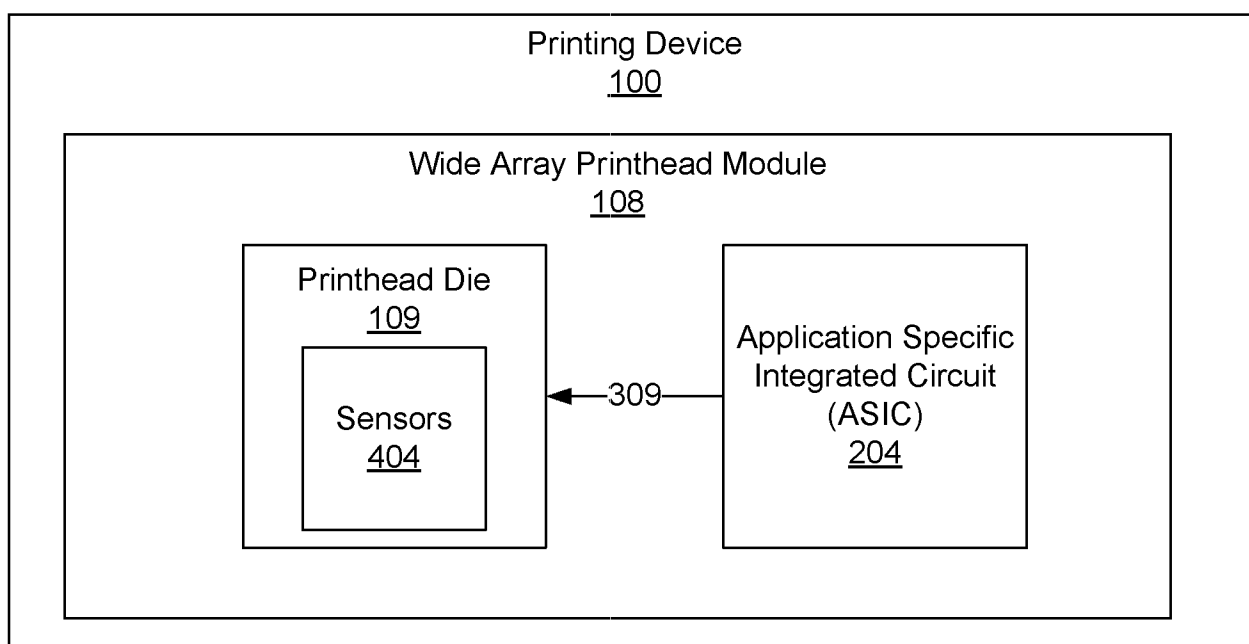 Printing Device
100
Wide Array Printhead Module
108
Printhead Die
109
Sensors
404
309
Application Specific
Integrated Circuit
(ASIC)
204